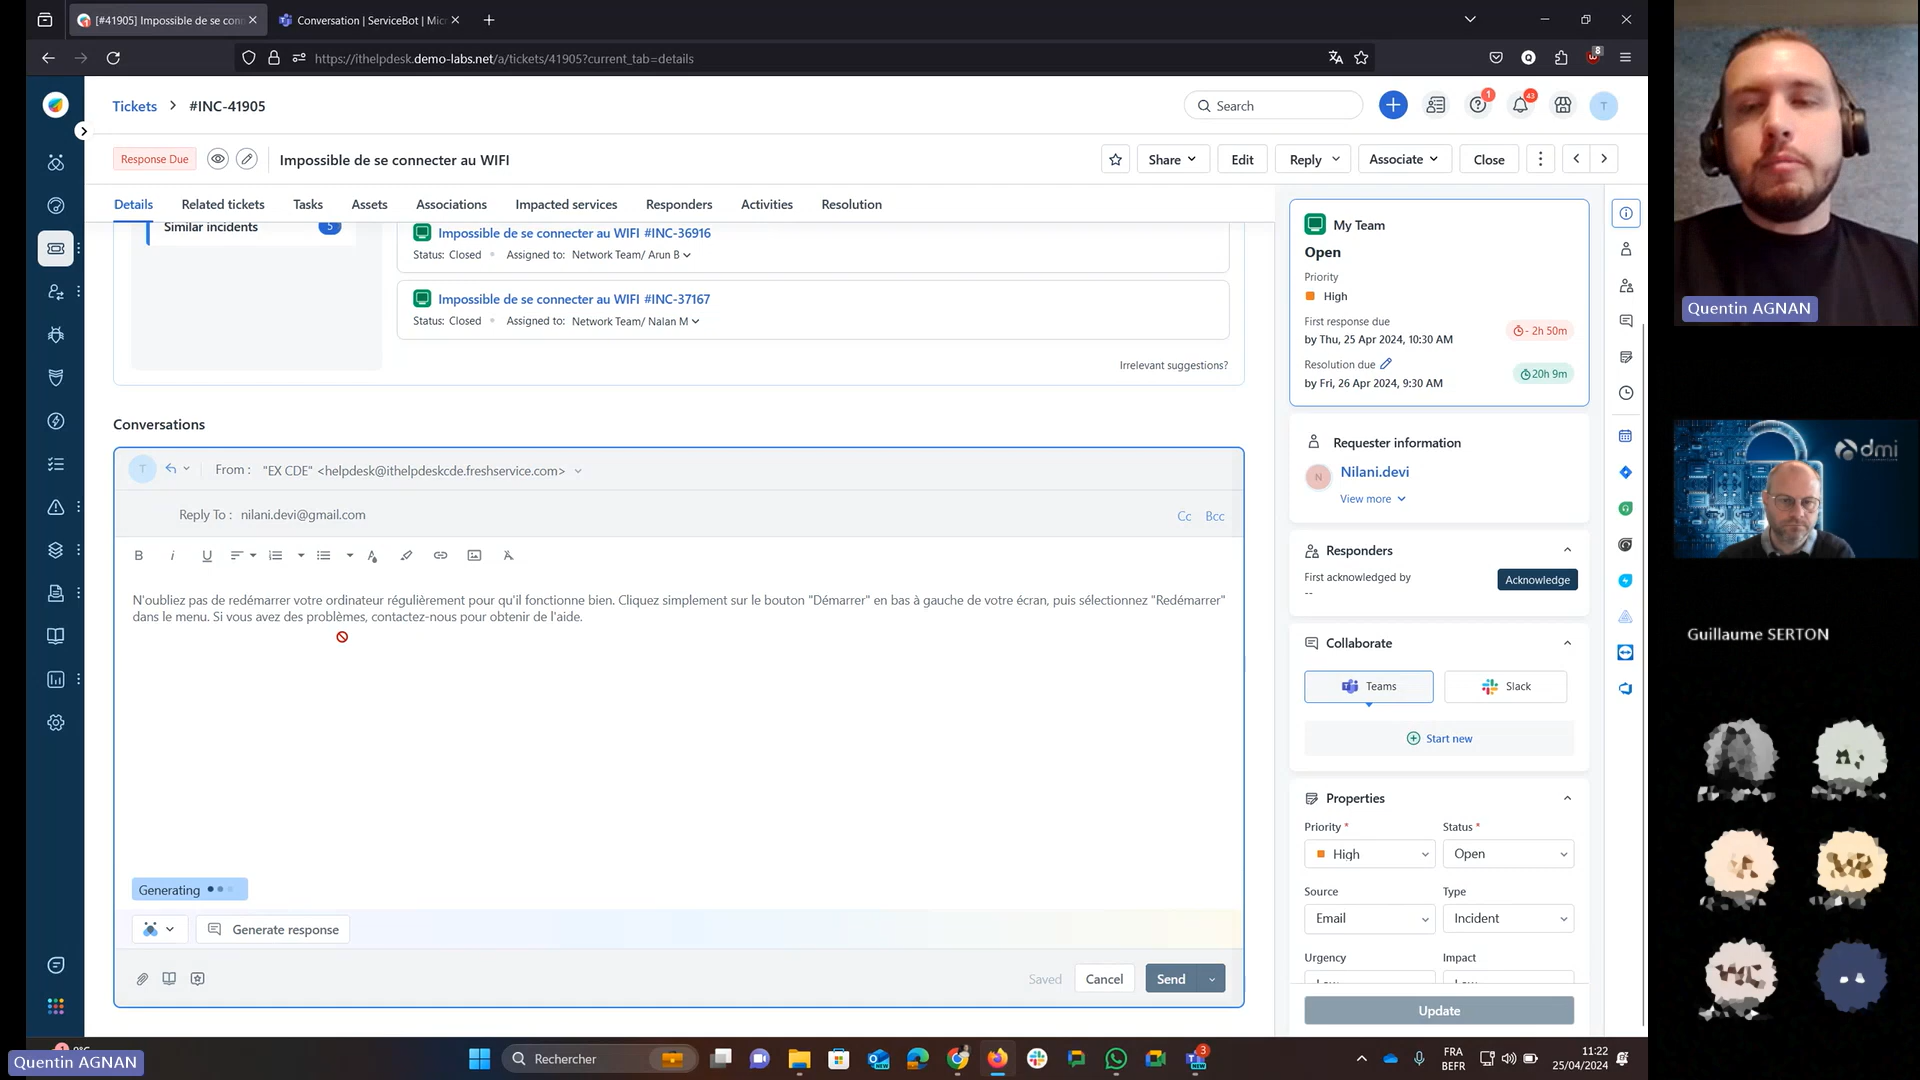 [#41905] Impossible de se con
Conversation | ServiceBot | Micr
https://ithelpdesk.demo-labs.net/a/tickets/41905?current_tab=details
8
Tickets > #INC-41905
Search
1
43
T
Response Due
Impossible de se connecter au WIFI
Share
Edit
Reply
Associate
Close
Details
Related tickets
Tasks
Assets
Associations
Impacted services
Responders
Activities
Resolution
Similar incidents
5
Impossible de se connecter au WIFI #INC-36916
Status: Closed • Assigned to: Network Team/ Arun B
Impossible de se connecter au WIFI #INC-37167
Status: Closed • Assigned to: Network Team/ Nalan M
Irrelevant suggestions?
Conversations
T
From : "EX CDE" <helpdesk@ithelpdeskcde.freshservice.com>
Reply To : nilani.devi@gmail.com
Cc
Bcc
B i U
N'oubliez pas de redémarrer votre ordinateur régulièrement pour qu'il fonctionne bien. Cliquez simplement sur le bouton "Démarrer" en bas à gauche de votre écran, puis sélectionnez "Redémarrer"
dans le menu. Si vous avez des problèmes, contactez-nous pour obtenir de l'aide.
Generating
Generate response
Saved
Cancel
Send
My Team
Open
Priority
High
First response due
by Thu, 25 Apr 2024, 10:30 AM
- 2h 50m
Resolution due
by Fri, 26 Apr 2024, 9:30 AM
20h 9m
Requester information
N
Nilani.devi
View more
Responders
First acknowledged by
--
Acknowledge
Collaborate
Teams
Slack
Start new
Properties
Priority *
Status *
High
Open
Source
Type
Email
Incident
Urgency
Impact
Update
Quentin AGNAN
dmi
Guillaume SERTON
Quentin AGNAN
Rechercher
3
FRA
BEFR
11:22
25/04/2024